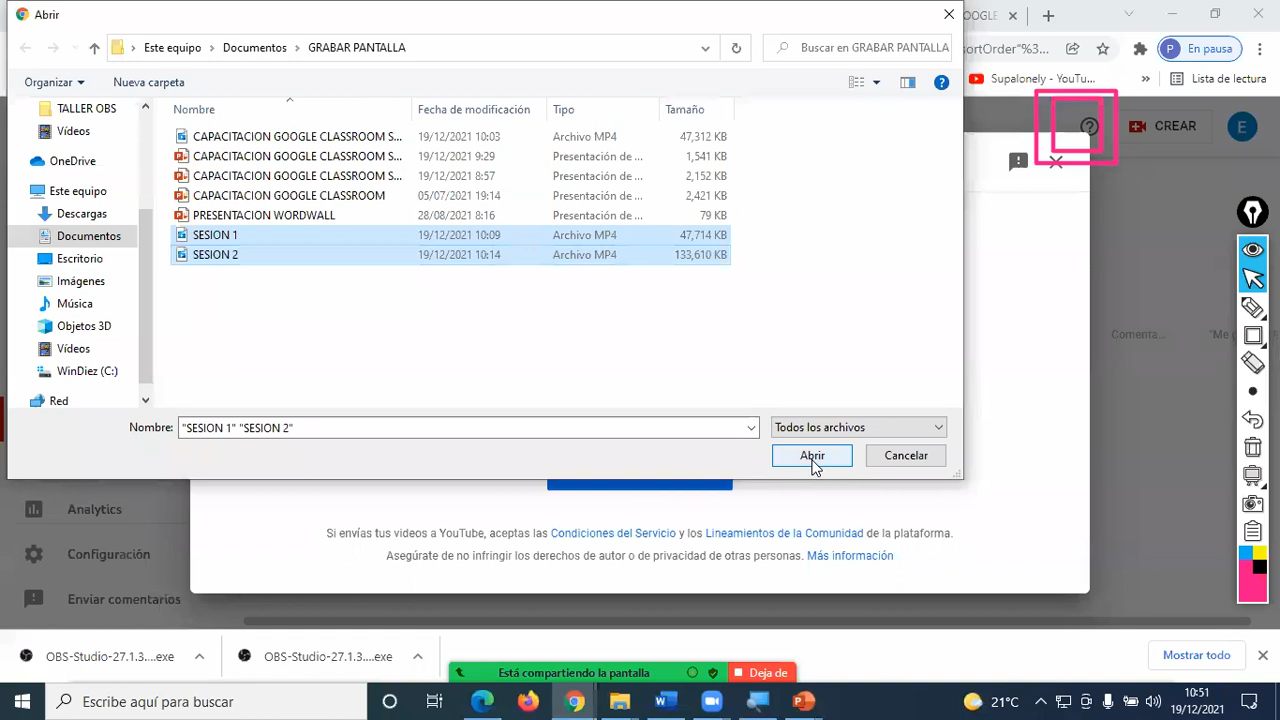 Abrir
OOGLE
Este equipo > Documentos > GRABAR PANTALLA
Buscar en GRABAR PANTALLA
sortOrder"%3...
P En pausa
Organizar
Nueva carpeta
Supalonely - YouTu...
»
Lista de lectura
TALLER OBS
Vídeos
OneDrive
Este equipo
Descargas
Documentos
Escritorio
Imágenes
Música
Objetos 3D
Vídeos
WinDiez (C:)
Red
Nombre Fecha de modificación Tipo Tamaño
CAPACITACION GOOGLE CLASSROOM S... 19/12/2021 10:03 Archivo MP4 47,312 KB
CAPACITACION GOOGLE CLASSROOM S... 19/12/2021 9:29 Presentación de ... 1,541 KB
CAPACITACION GOOGLE CLASSROOM S... 19/12/2021 8:57 Presentación de ... 2,152 KB
CAPACITACION GOOGLE CLASSROOM 05/07/2021 19:14 Presentación de ... 2,421 KB
PRESENTACION WORDWALL 28/08/2021 8:16 Presentación de ... 79 KB
SESION 1 19/12/2021 10:09 Archivo MP4 47,714 KB
SESION 2 19/12/2021 10:14 Archivo MP4 133,610 KB
CREAR
E
Comenta...
"Me (
Nombre: "SESION 1" "SESION 2"
Todos los archivos
Abrir
Cancelar
Analytics
Configuración
Enviar comentarios
Si envías tus videos a YouTube, aceptas las Condiciones del Servicio y los Lineamientos de la Comunidad de la plataforma.
Asegúrate de no infringir los derechos de autor o de privacidad de otras personas. Más información
OBS-Studio-27.1.3....exe
OBS-Studio-27.1.3....exe
Mostrar todo
Está compartiendo la pantalla
Deja de
Escribe aquí para buscar
21°C
10:51
19/12/2021